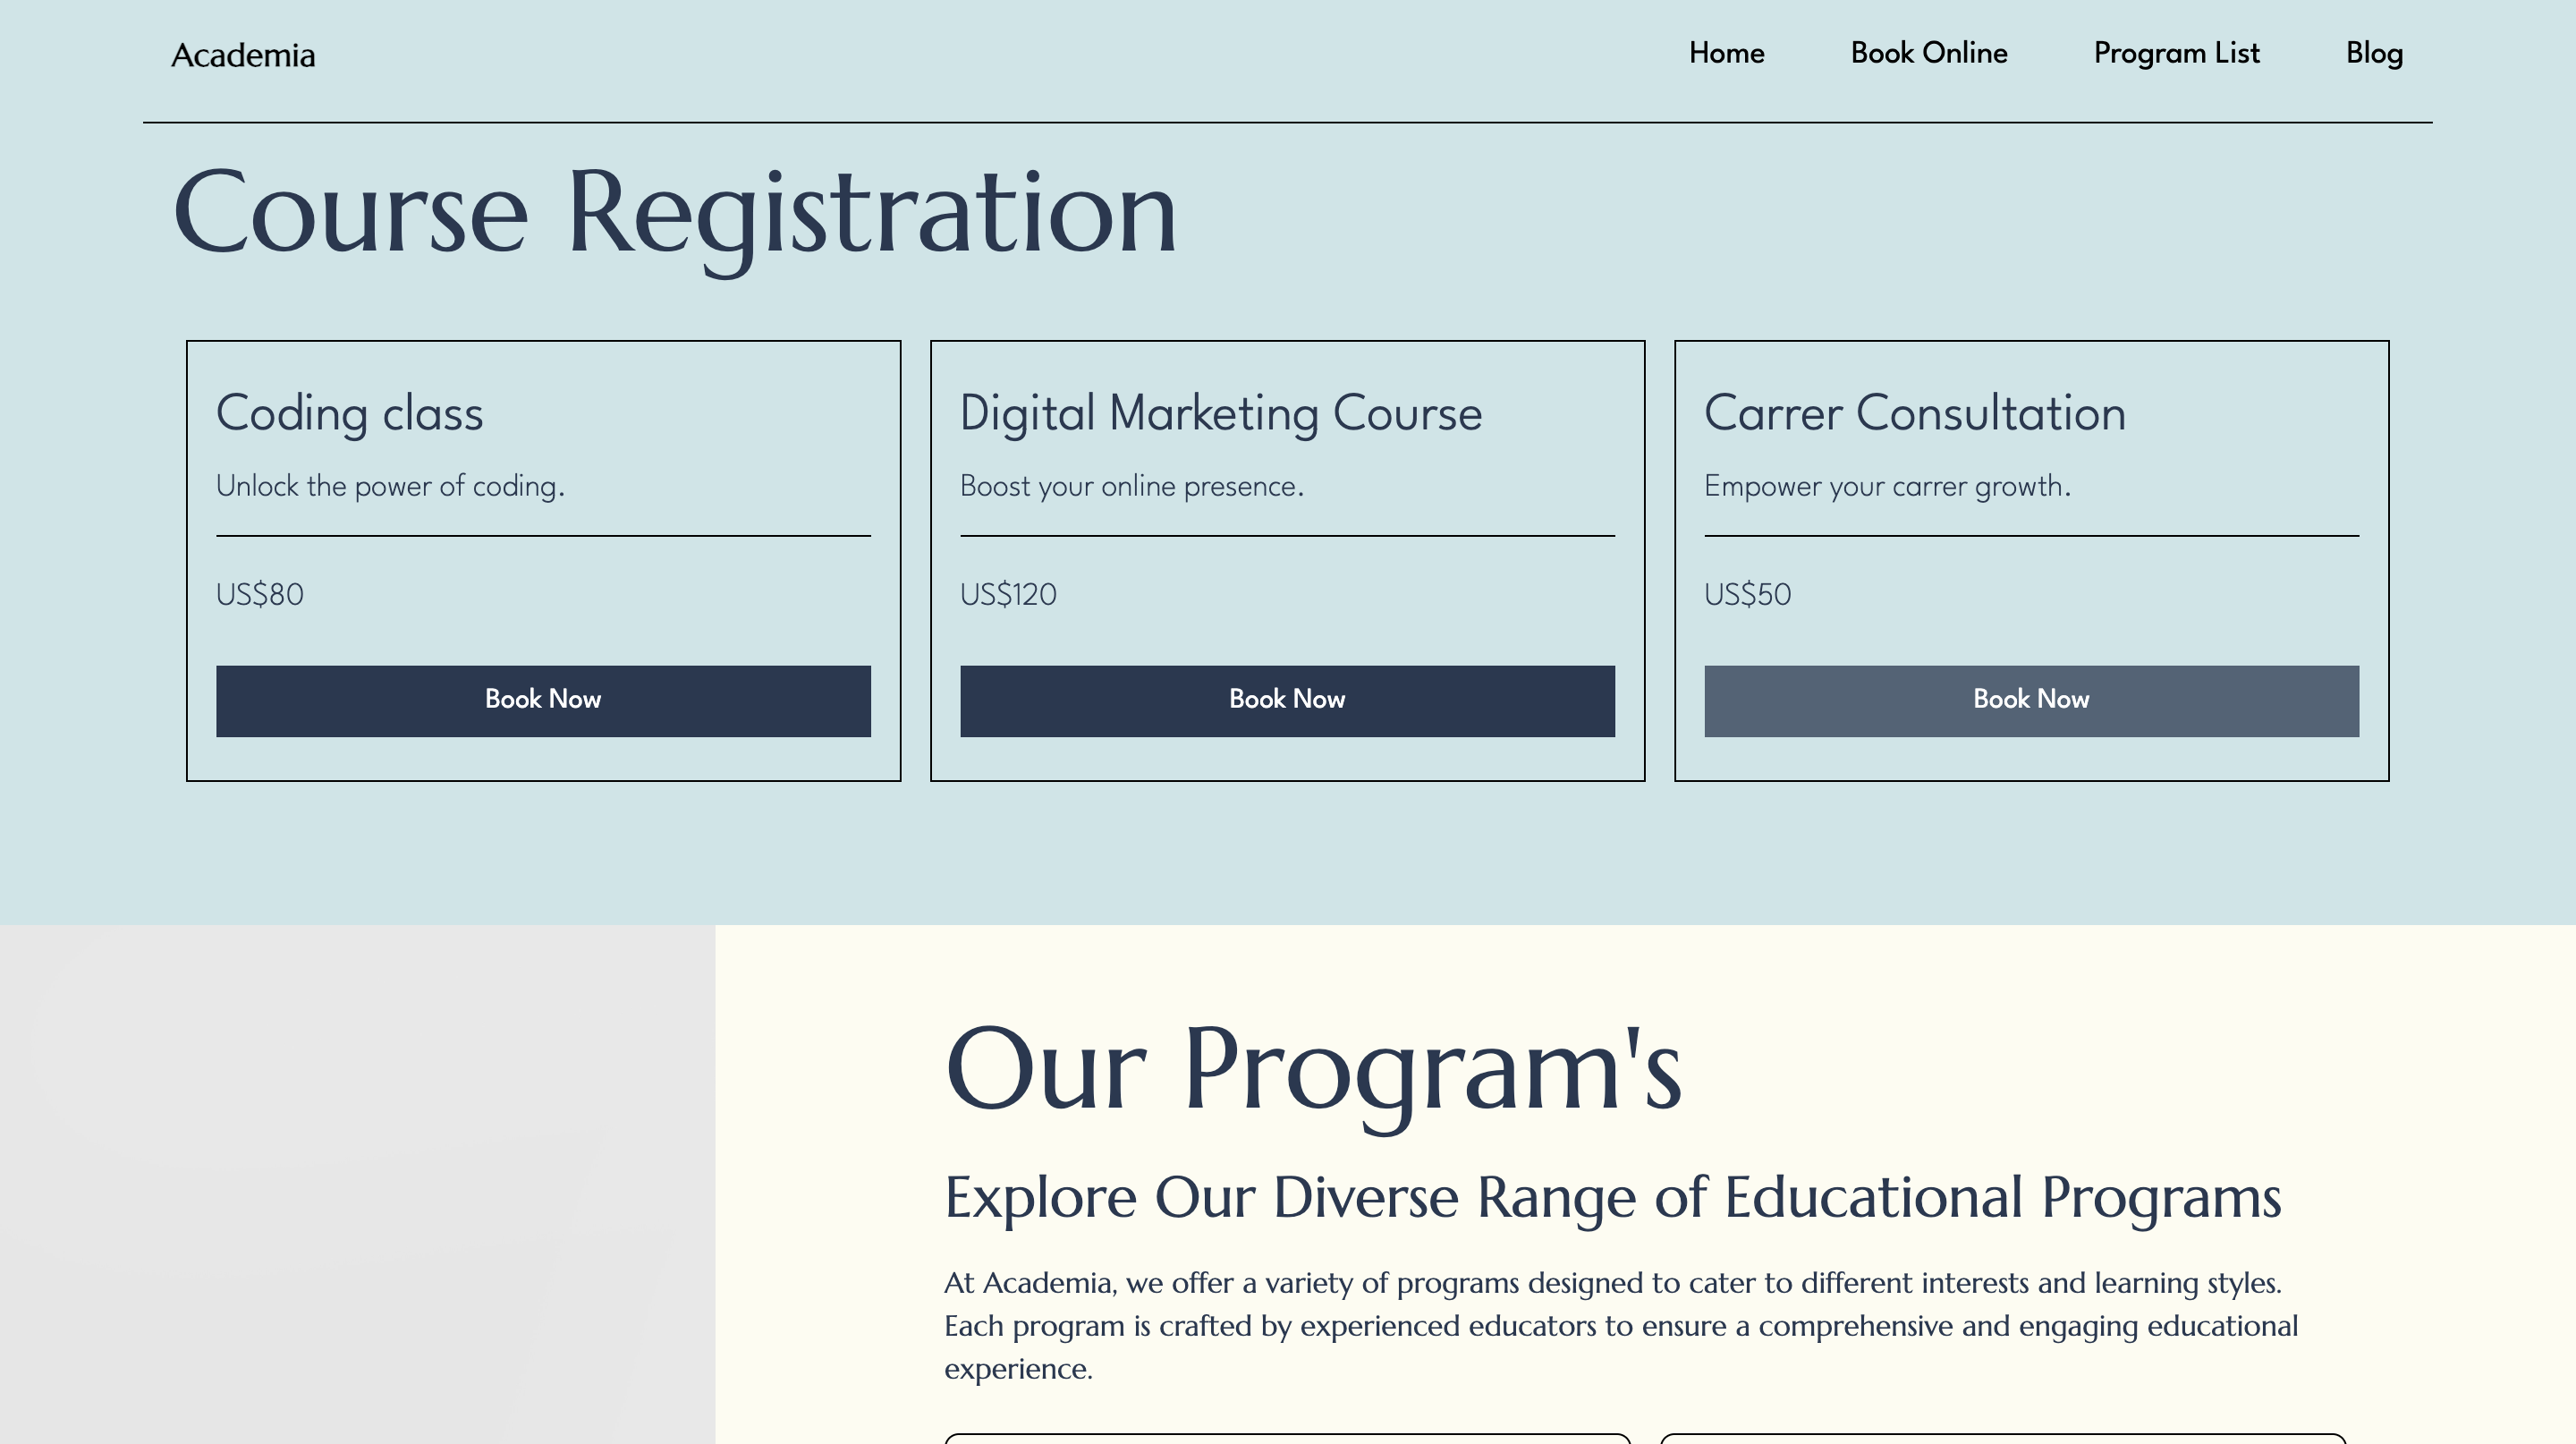 Academia
Home
Book Online
Program List
Blog
Course Registration
Coding class
Unlock the power of coding.
US$80
Book Now
Digital Marketing Course
Boost your online presence.
US$120
Book Now
Carrer Consultation
Empower your carrer growth.
US$50
Book Now
Our Program's
Explore Our Diverse Range of Educational Programs
At Academia, we offer a variety of programs designed to cater to different interests and learning styles.
Each program is crafted by experienced educators to ensure a comprehensive and engaging educational
experience.